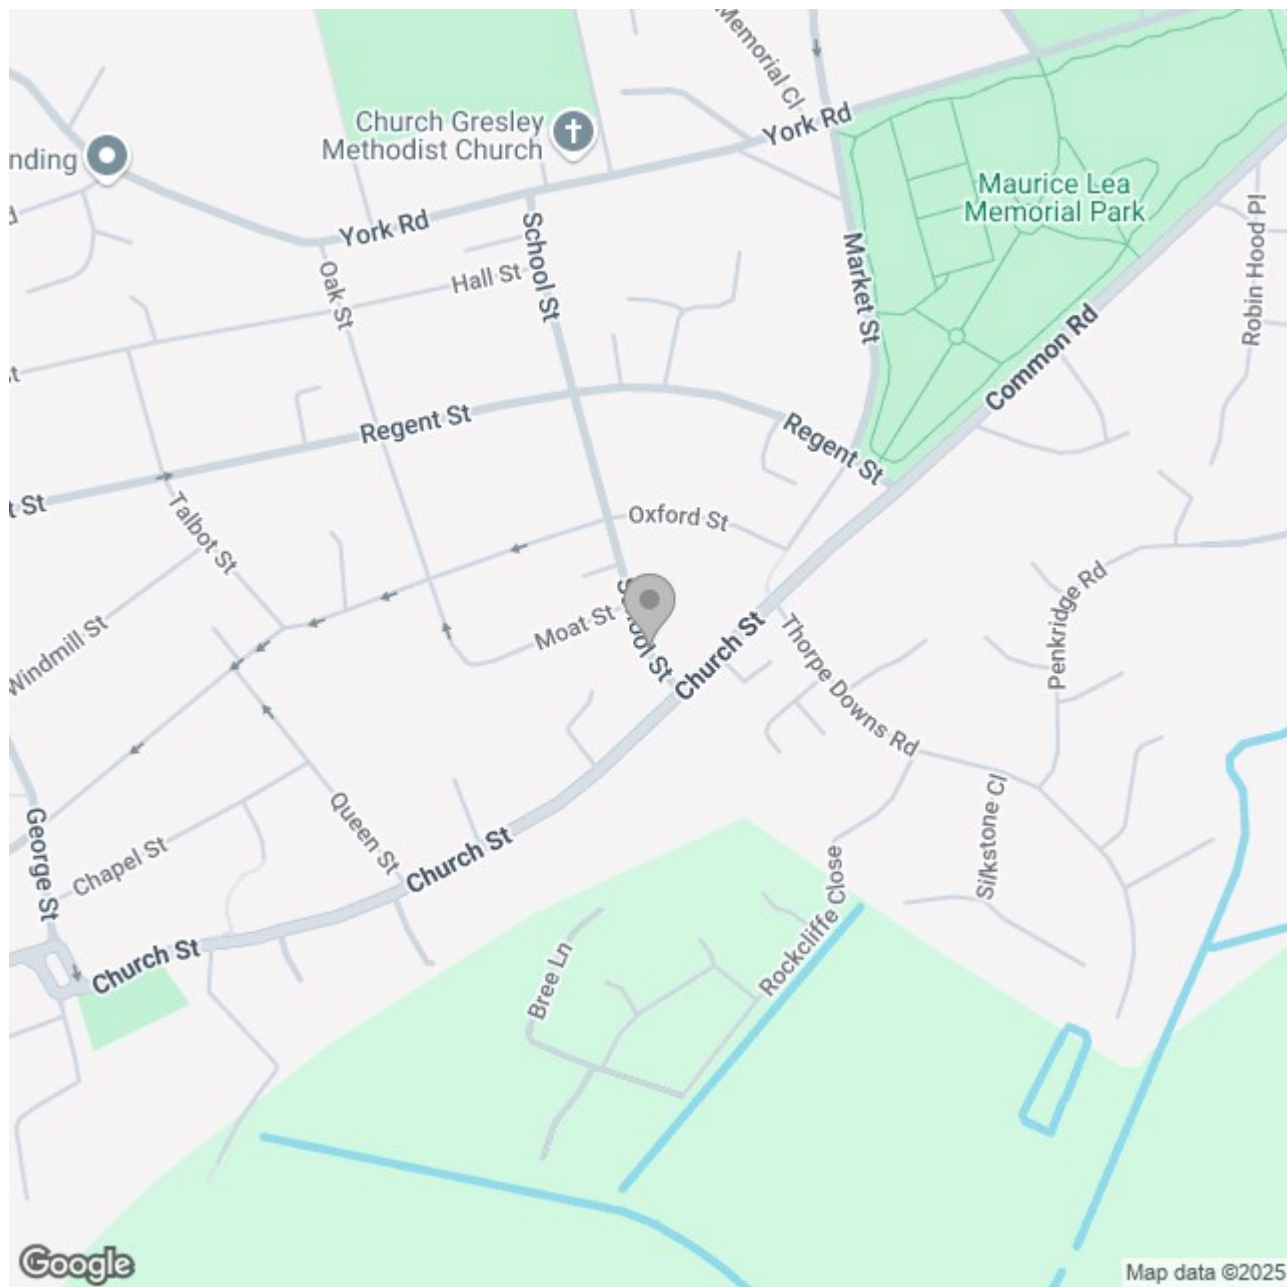 Memorial Cl
York Rd
Church Gresley
Methodist Church
nding
Maurice Lea
Memorial Park
York Rd
School St
Market St
Robin Hood Pl
Oak St
Hall St
Common Rd
st
Regent St
Regent St
t St
Talbot St
Oxford St
Windmill St
Moat St
School St
Church St
Thorpe Downs Rd
Penkridge Rd
George St
Chapel St
Queen St
Church St
Silkstone Cl
Rockcliffe Close
Church St
Bree Ln
Google
Map data ©2025